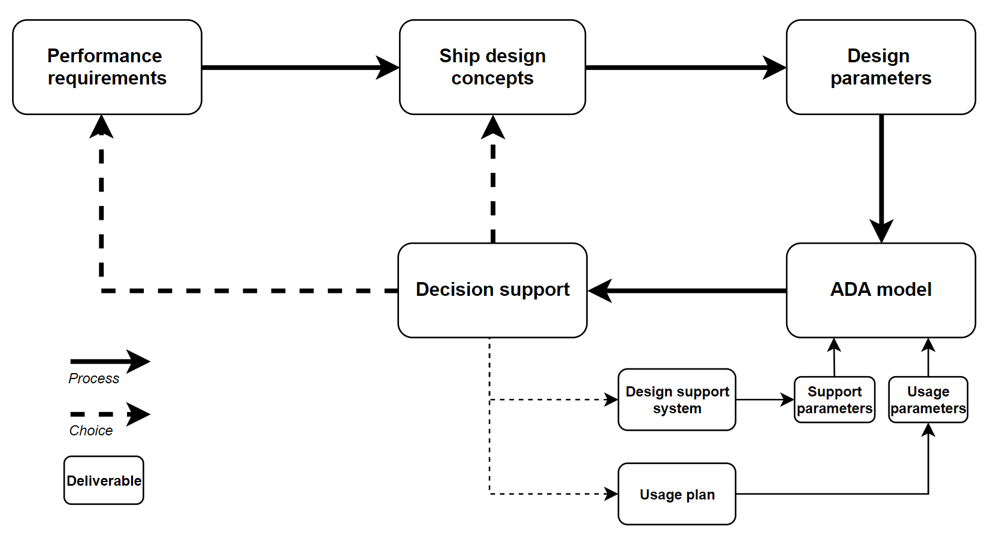 Performance
requirements
Ship design
concepts
Design
parameters
Decision support
ADA model
Process
Choice
Deliverable
Design support
system
Support
parameters
Usage
parameters
Usage plan